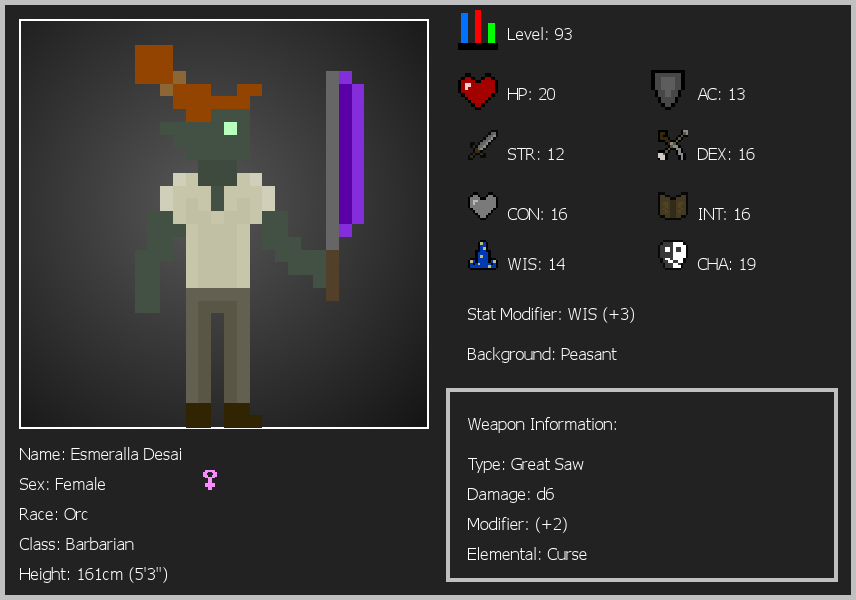 Level: 93
HP: 20
AC: 13
STR: 12
DEX: 16
CON: 16
INT: 16
WIS: 14
CHA: 19
Stat Modifier: WIS (+3)
Background: Peasant
Weapon Information:
Type: Great Saw
Damage: d6
Modifier: (+2)
Elemental: Curse
Name: Esmeralla Desai
Sex: Female
Race: Orc
Class: Barbarian
Height: 161cm (5'3")